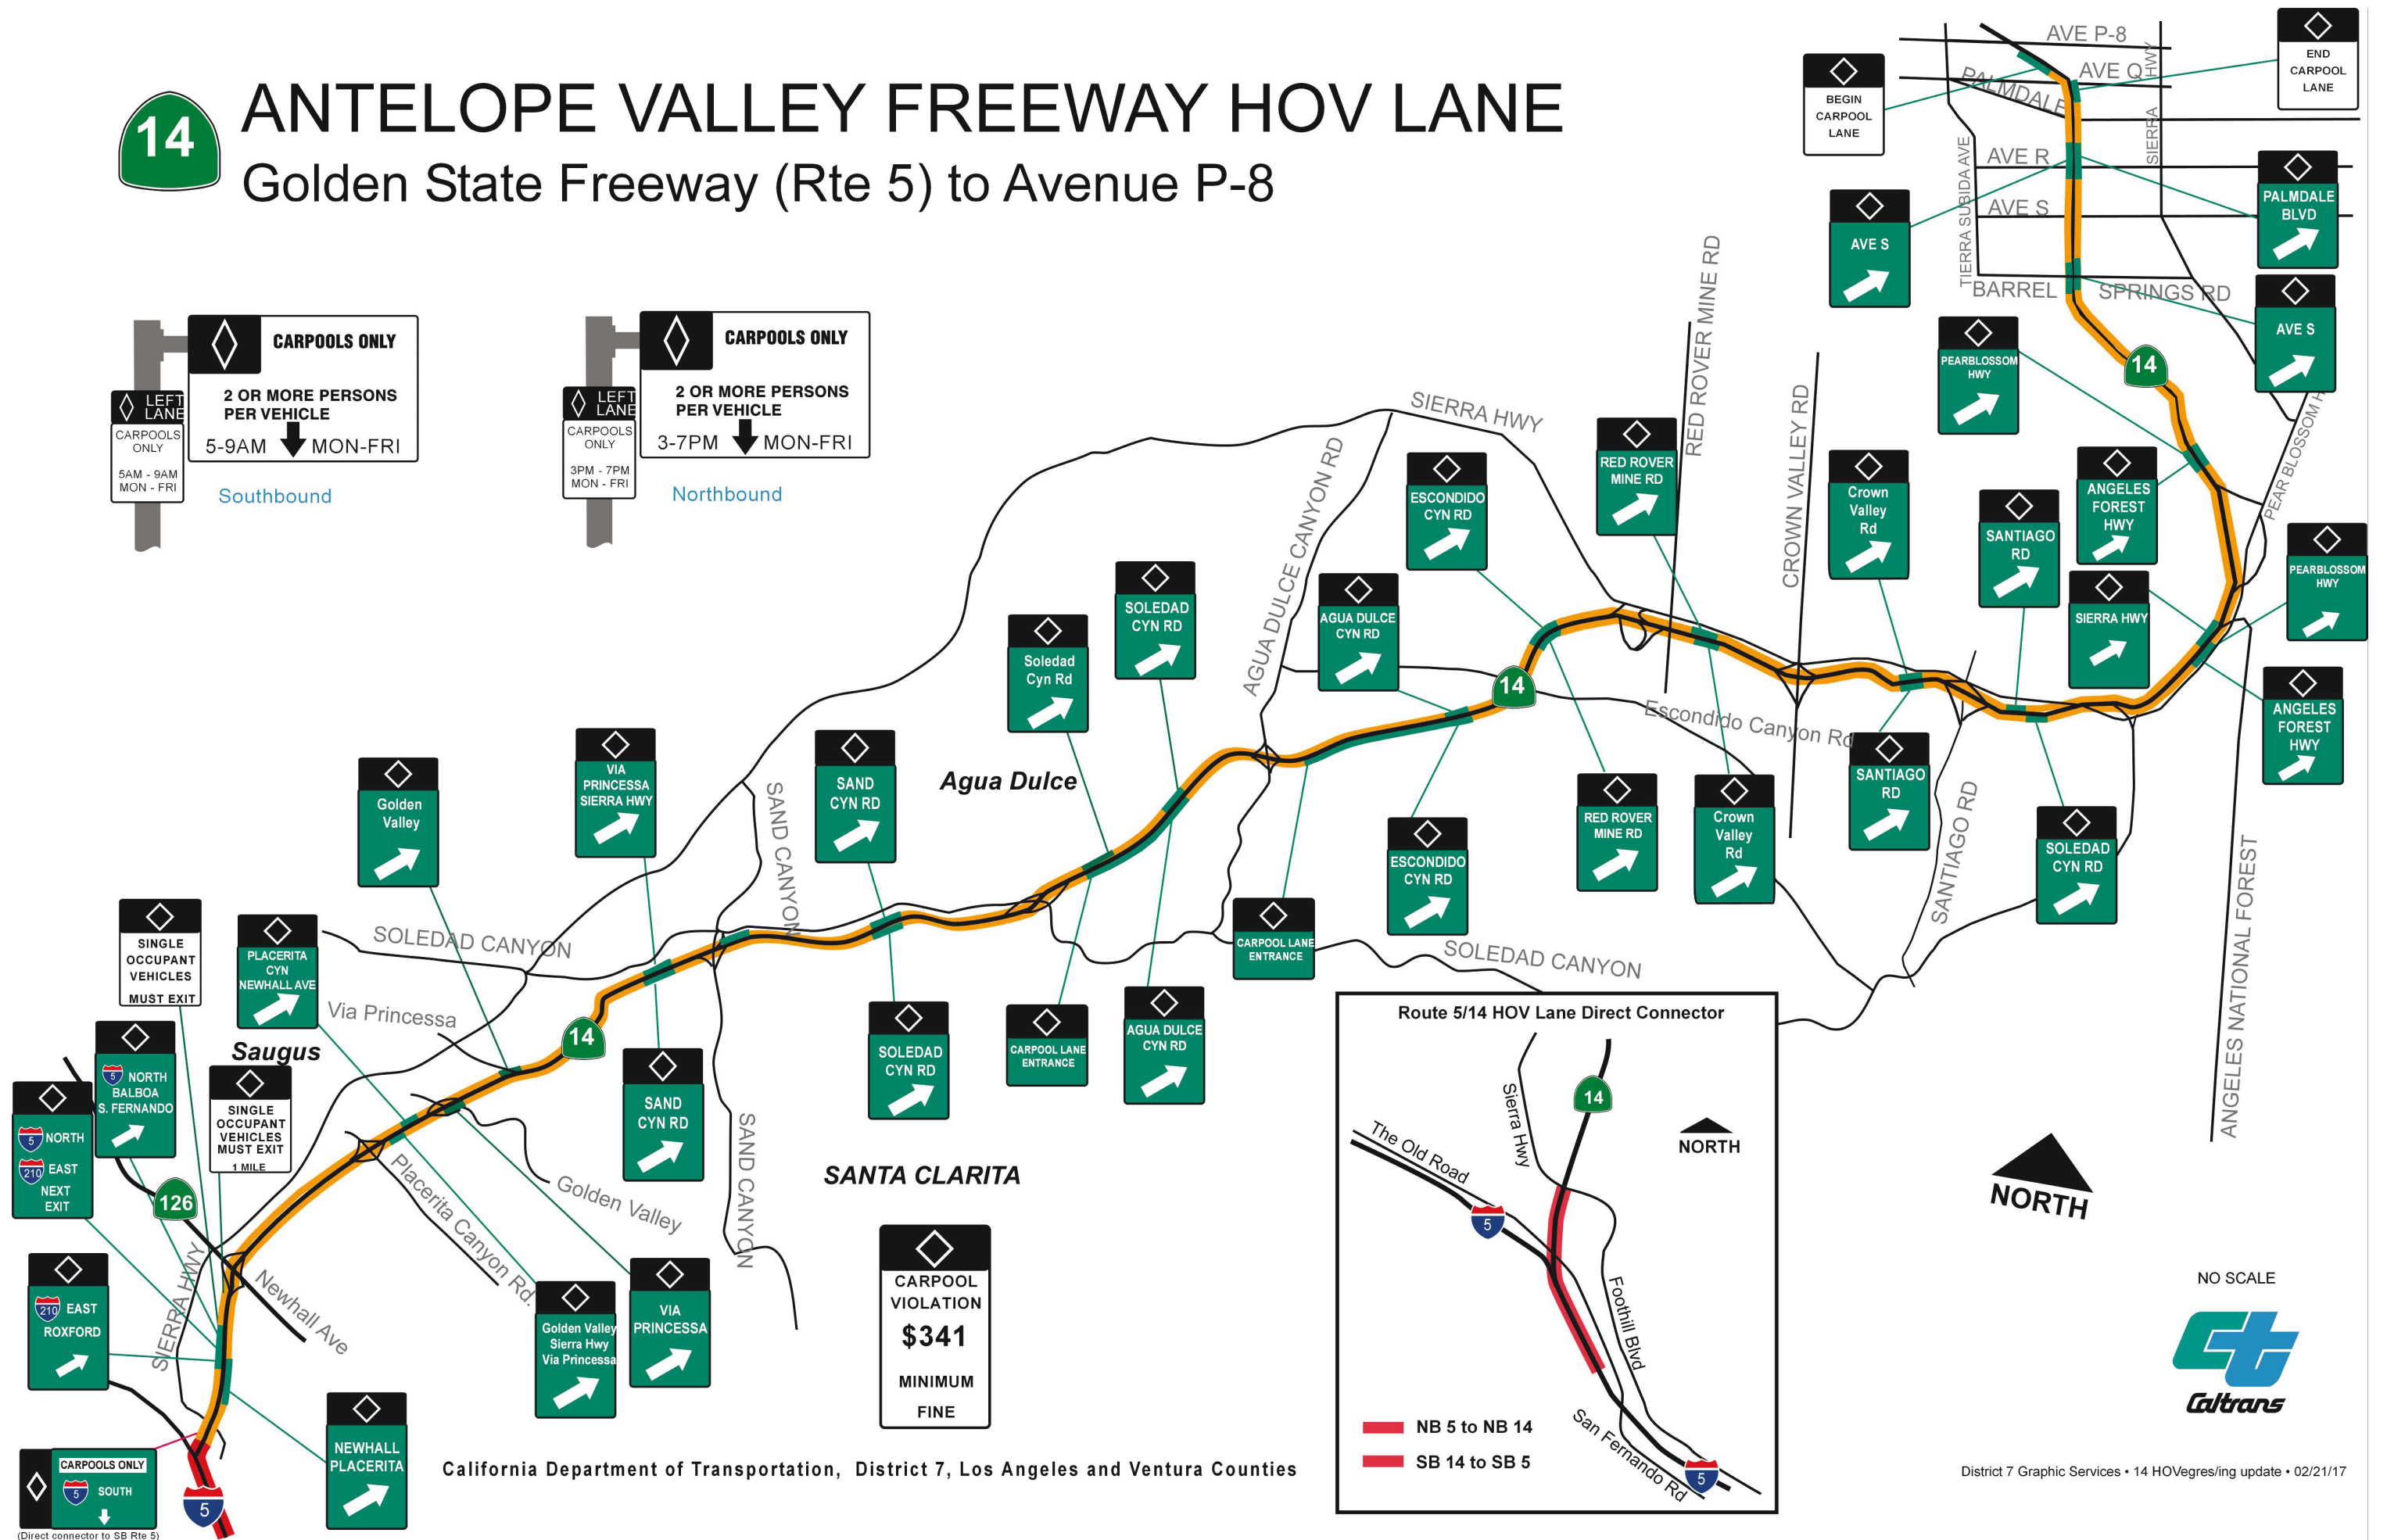 14
ANTELOPE VALLEY FREEWAY HOV LANE
Golden State Freeway (Rte 5) to Avenue P-8
CARPOOLS ONLY
2 OR MORE PERSONS
PER VEHICLE
5-9AM MON-FRI
LEFT
LANE
CARPOOLS
ONLY
5AM - 9AM
MON - FRI
Southbound
CARPOOLS ONLY
2 OR MORE PERSONS
PER VEHICLE
3-7PM MON-FRI
LEFT
LANE
CARPOOLS
ONLY
3PM - 7PM
MON - FRI
Northbound
BEGIN
CARPOOL
LANE
AVE P-8
AVE Q
PALMDALE
SIERRA HWY
AVE R
AVE S
TIERRA SUBIDA AVE
BARREL SPRINGS RD
END
CARPOOL
LANE
PALMDALE
BLVD
AVE S
AVE S
PEARBLOSSOM
HWY
14
PEAR BLOSSOM H
ANGELES
FOREST
HWY
SIERRA HWY
PEARBLOSSOM
HWY
ANGELES
FOREST
HWY
SANTIAGO
RD
Crown
Valley
Rd
RED ROVER MINE RD
CROWN VALLEY RD
RED ROVER
MINE RD
SIERRA HWY
ESCONDIDO
CYN RD
AGUA DULCE CANYON RD
AGUA DULCE
CYN RD
14
Escondido Canyon Rd
SOLEDAD
CYN RD
Soledad
Cyn Rd
Agua Dulce
SAND
CYN RD
SAND CANYON
VIA
PRINCESSA
SIERRA HWY
Golden
Valley
SOLEDAD CANYON
SINGLE
OCCUPANT
VEHICLES
MUST EXIT
PLACERITA
CYN
NEWHALL AVE
Via Princessa
Saugus
14
5 NORTH
BALBOA
S. FERNANDO
SINGLE
OCCUPANT
VEHICLES
MUST EXIT
1 MILE
5 NORTH
210 EAST
NEXT
EXIT
126
210 EAST
ROXFORD
SIERRA HWY
Newhall Ave
Placerita Canyon Rd.
Golden Valley
SAND
CYN RD
SAND CANYON
SOLEDAD
CYN RD
CARPOOL LANE
ENTRANCE
AGUA DULCE
CYN RD
CARPOOL LANE
ENTRANCE
ESCONDIDO
CYN RD
RED ROVER
MINE RD
Crown
Valley
Rd
SANTIAGO
RD
SANTIAGO RD
SOLEDAD
CYN RD
SOLEDAD CANYON
ANGELES NATIONAL FOREST
SANTA CLARITA
Golden Valley
Sierra Hwy
Via Princessa
VIA
PRINCESSA
NEWHALL
PLACERITA
CARPOOLS ONLY
5 SOUTH
(Direct connector to SB Rte 5)
5
CARPOOL
VIOLATION
$341
MINIMUM
FINE
California Department of Transportation, District 7, Los Angeles and Ventura Counties
Route 5/14 HOV Lane Direct Connector
14
Sierra Hwy
The Old Road
5
NORTH
Foothill Blvd
San Fernando Rd
5
NB 5 to NB 14
SB 14 to SB 5
NORTH
NO SCALE
Caltrans
District 7 Graphic Services • 14 HOVegres/ing update • 02/21/17